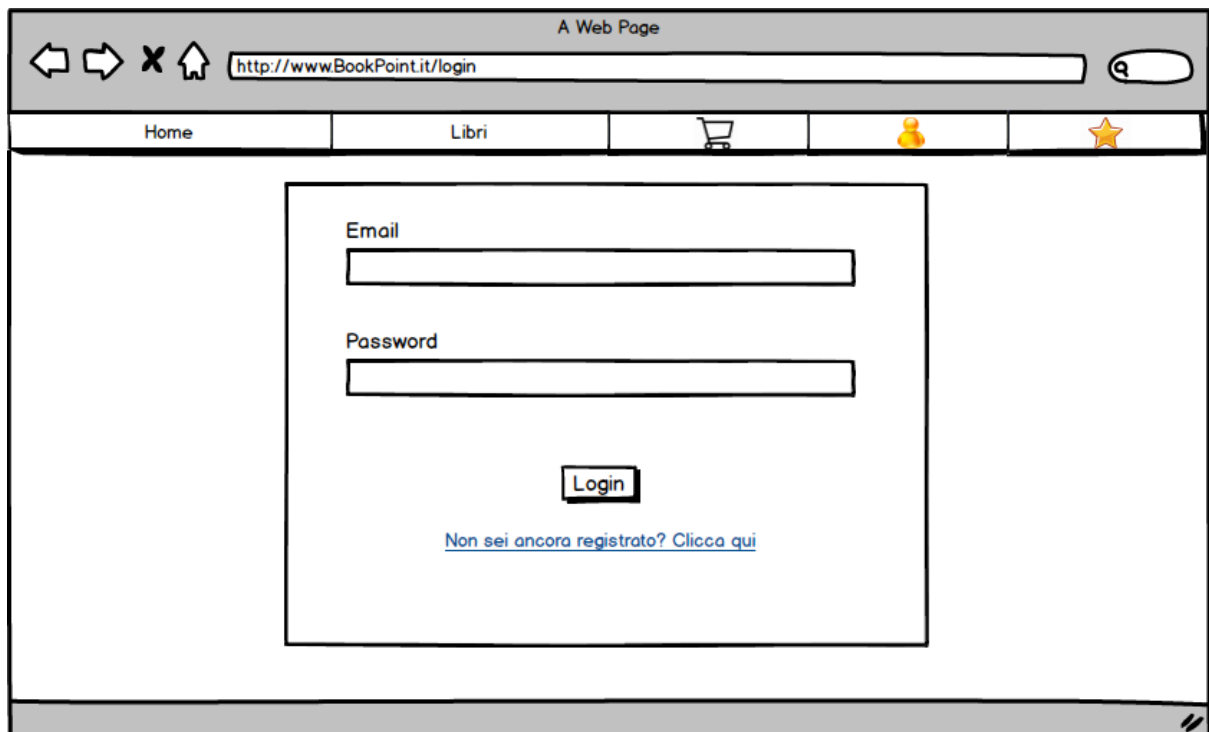 A Web Page
http://www.BookPoint.it/login
Home Libri
Email
Password
Login
Non sei ancora registrato? Clicca qui